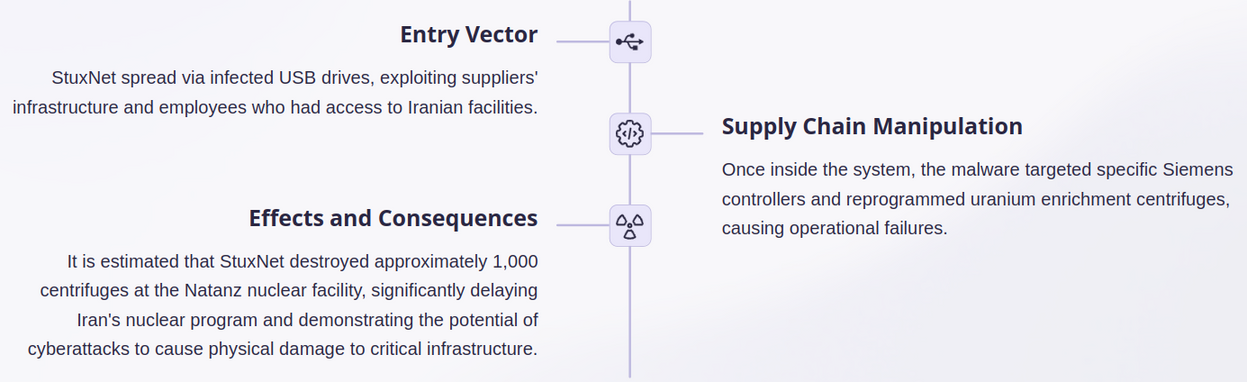 Entry Vector
StuxNet spread via infected USB drives, exploiting suppliers'
infrastructure and employees who had access to Iranian facilities.
Supply Chain Manipulation
Once inside the system, the malware targeted specific Siemens
controllers and reprogrammed uranium enrichment centrifuges,
causing operational failures.
Effects and Consequences
It is estimated that StuxNet destroyed approximately 1,000
centrifuges at the Natanz nuclear facility, significantly delaying
Iran's nuclear program and demonstrating the potential of
cyberattacks to cause physical damage to critical infrastructure.